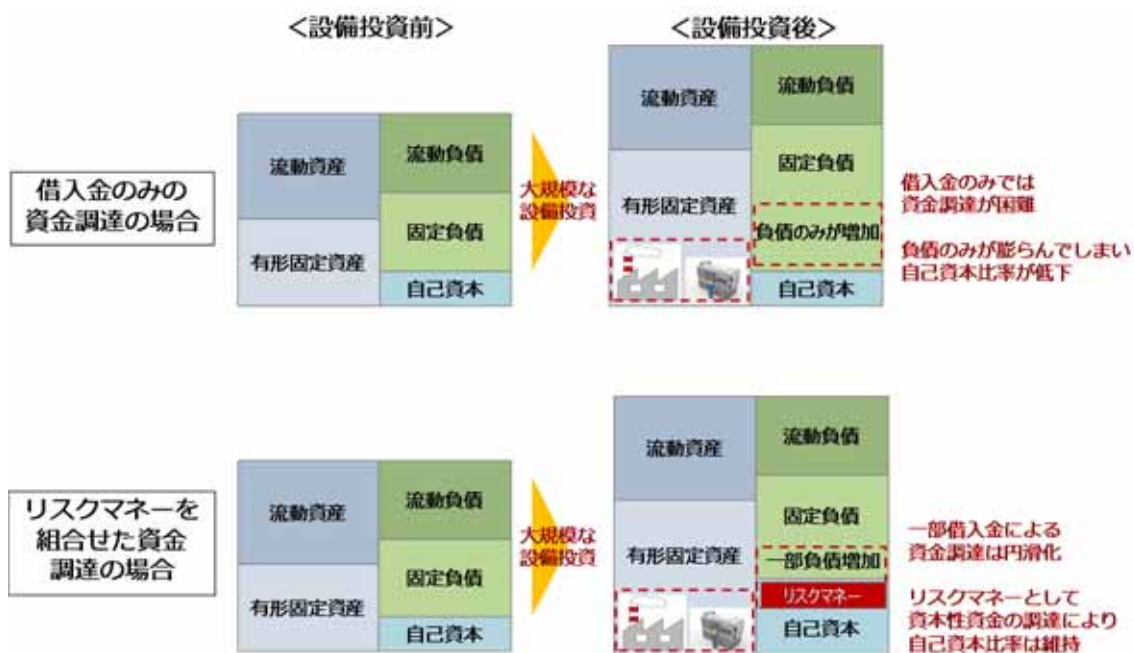 ＜設備投資前＞
＜設備投資後＞
借入金のみの
資金調達の場合
流動資産
有形固定資産
流動負債
固定負債
自己資本
大規模な
設備投資
流動資産
有形固定資産
流動負債
固定負債
負債のみが増加
自己資本
借入金のみでは
資金調達が困難
負債のみが膨らんでしまい
自己資本比率が低下
リスクマネーを
組合せた資金
調達の場合
流動資産
有形固定資産
流動負債
固定負債
自己資本
大規模な
設備投資
流動資産
有形固定資産
流動負債
固定負債
一部負債増加
リスクマネー
自己資本
一部借入金による
資金調達は円滑化
リスクマネーとして
資本性資金の調達により
自己資本比率は維持